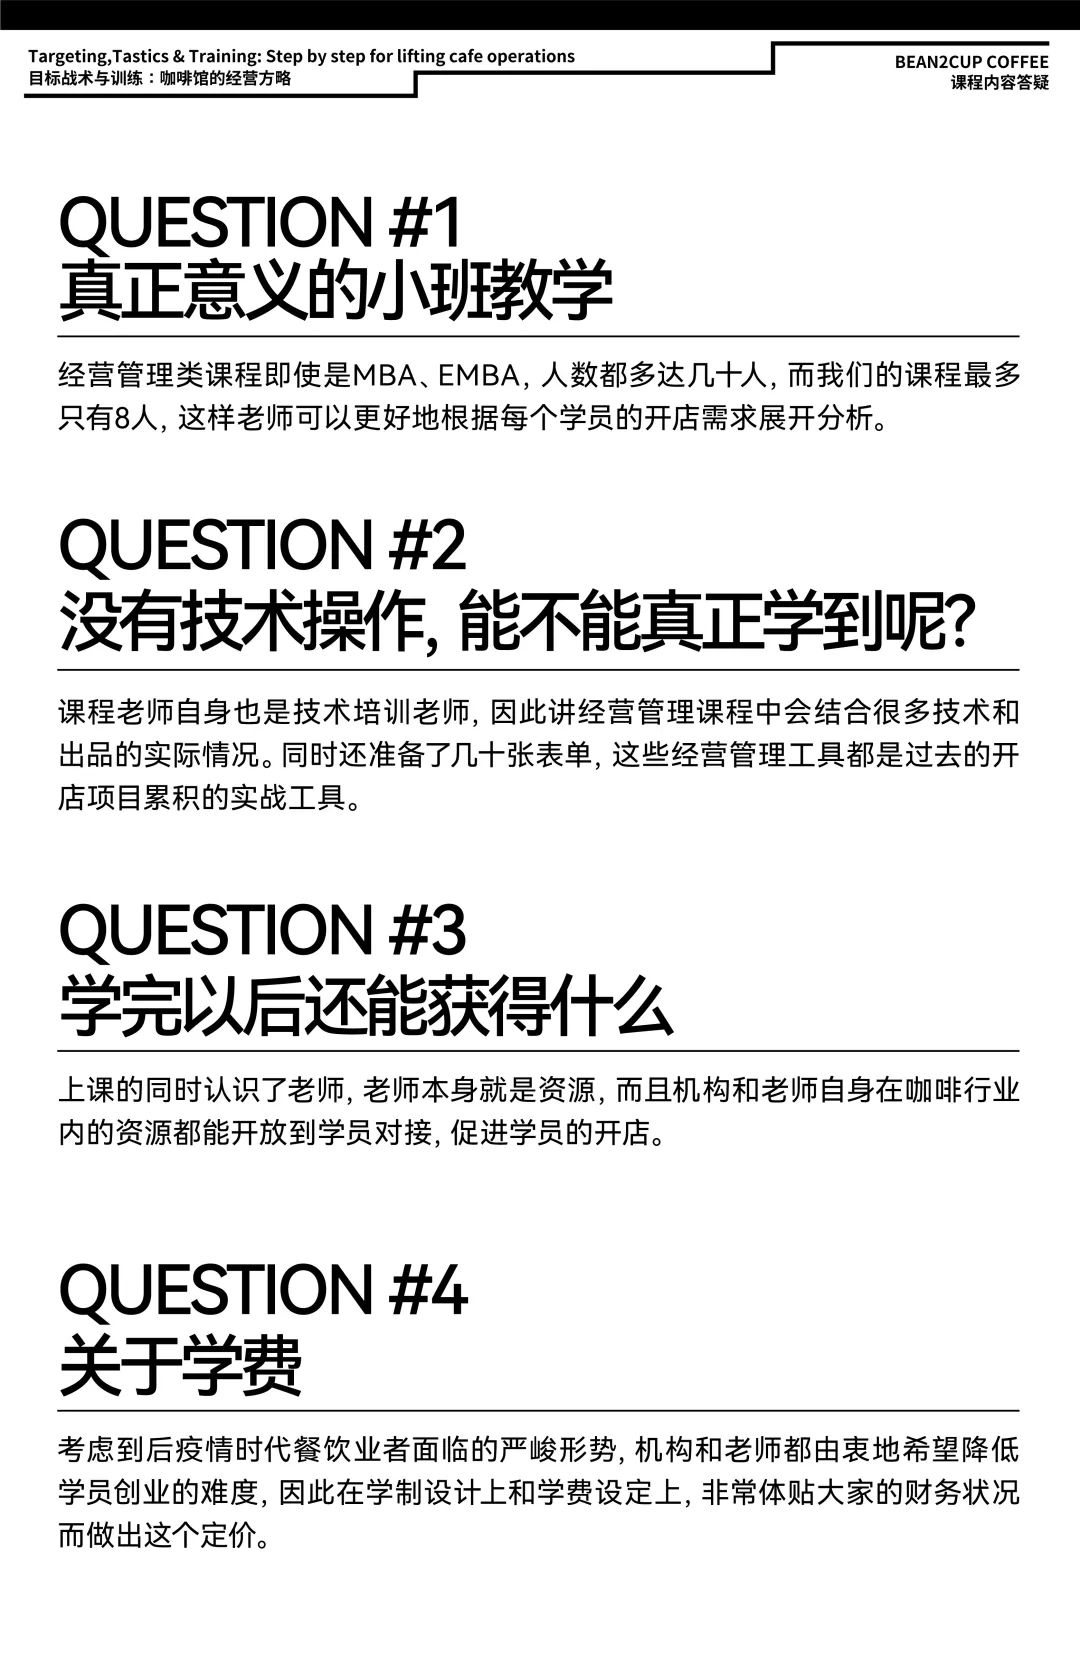 Targeting,Tastics & Training: Step by step for lifting cafe operations
目标战术与训练：咖啡馆的经营方略
BEAN2CUP COFFEE
课程内容答疑
QUESTION #1
真正意义的小班教学
经营管理类课程即使是MBA、EMBA, 人数都多达几十人, 而我们的课程最多
只有8人, 这样老师可以更好地根据每个学员的开店需求展开分析。
QUESTION #2
没有技术操作, 能不能真正学到呢?
课程老师自身也是技术培训老师, 因此讲经营管理课程中会结合很多技术和
出品的实际情况。同时还准备了几十张表单, 这些经营管理工具都是过去的开
店项目累积的实战工具。
QUESTION #3
学完以后还能获得什么
上课的同时认识了老师, 老师本身就是资源, 而且机构和老师自身在咖啡行业
内的资源都能开放到学员对接, 促进学员的开店。
QUESTION #4
关于学费
考虑到后疫情时代餐饮业者面临的严峻形势, 机构和老师都由衷地希望降低
学员创业的难度, 因此在学制设计上和学费设定上, 非常体贴大家的财务状况
而做出这个定价。